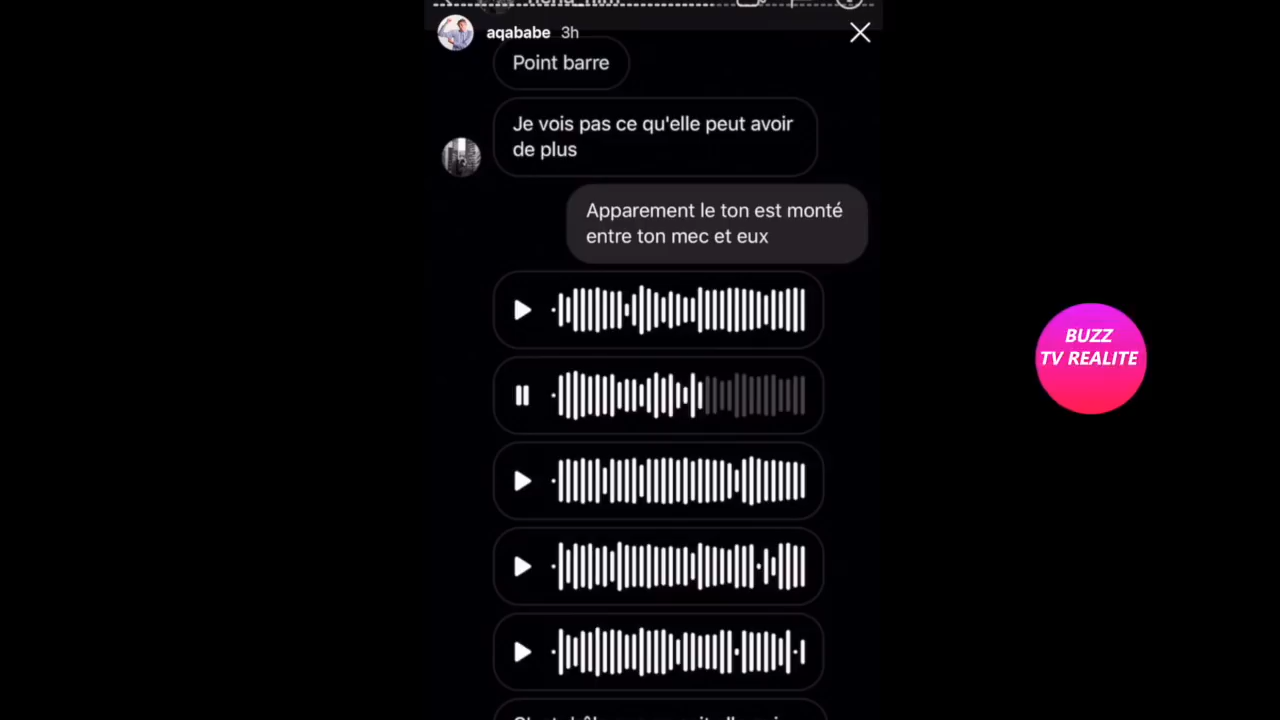 aqababe 3h
Point barre
Je vois pas ce qu'elle peut avoir
de plus
Apparement le ton est monté
entre ton mec et eux
BUZZ
TV REALITE